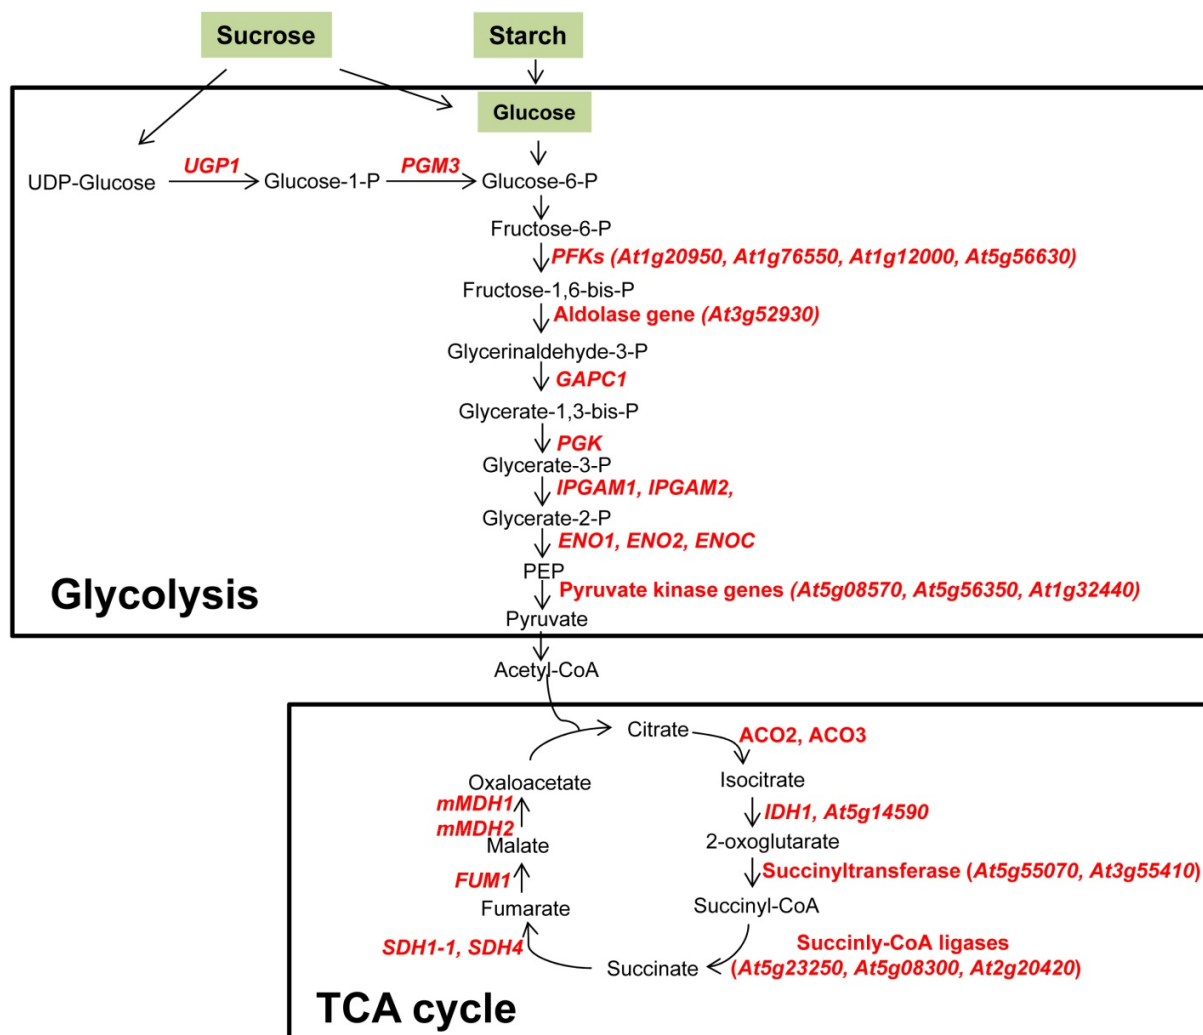 Sucrose
Starch
Glucose
UDP-Glucose
UGP1
Glucose-1-P
PGM3
Glucose-6-P
Fructose-6-P
PFKs (At1g20950, At1g76550, At1g12000, At5g56630)
Fructose-1,6-bis-P
Aldolase gene (At3g52930)
Glycerinaldehyde-3-P
GAPC1
Glycerate-1,3-bis-P
PGK
Glycerate-3-P
IPGAM1, IPGAM2,
Glycerate-2-P
ENO1, ENO2, ENOC
PEP
Pyruvate kinase genes (At5g08570, At5g56350, At1g32440)
Pyruvate
Glycolysis
Acetyl-CoA
Citrate
ACO2, ACO3
Isocitrate
IDH1, At5g14590
2-oxoglutarate
Succinyltransferase (At5g55070, At3g55410)
Succinyl-CoA
Succinly-CoA ligases
(At5g23250, At5g08300, At2g20420)
Succinate
SDH1-1, SDH4
Fumarate
FUM1
Malate
mMDH1
mMDH2
Oxaloacetate
TCA cycle